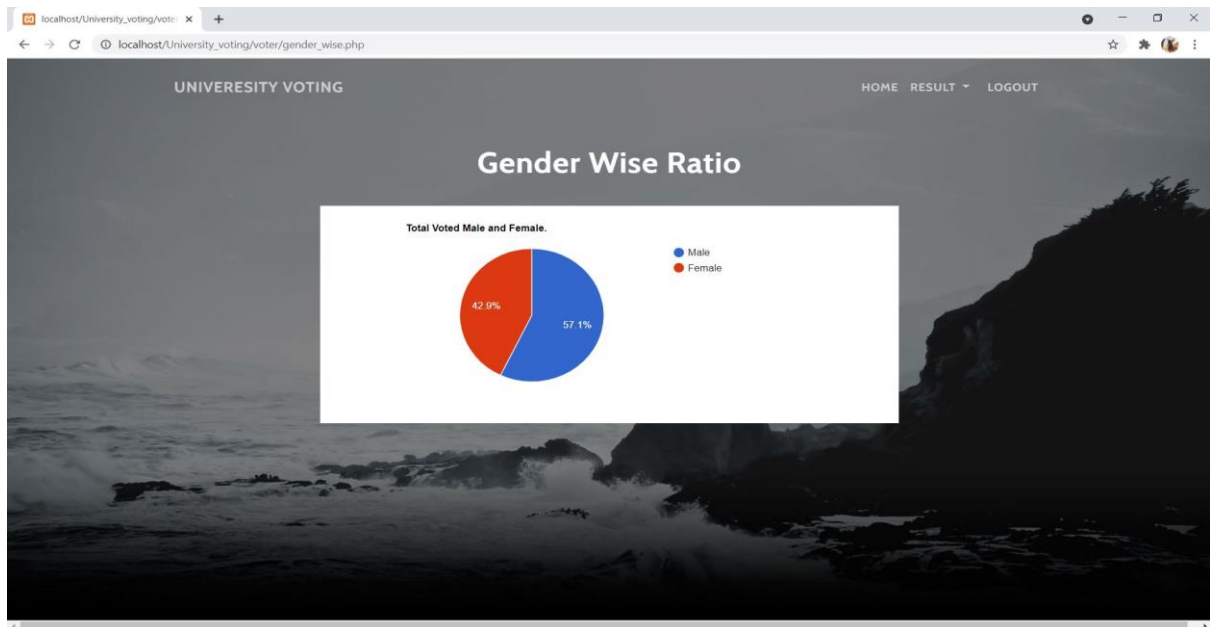 localhost/University_voting/vote
localhost/University_voting/voter/gender_wise.php
UNIVERESITY VOTING
HOME RESULT LOGOUT
Gender Wise Ratio
Total Voted Male and Female.
Male
Female
42.9%
57.1%